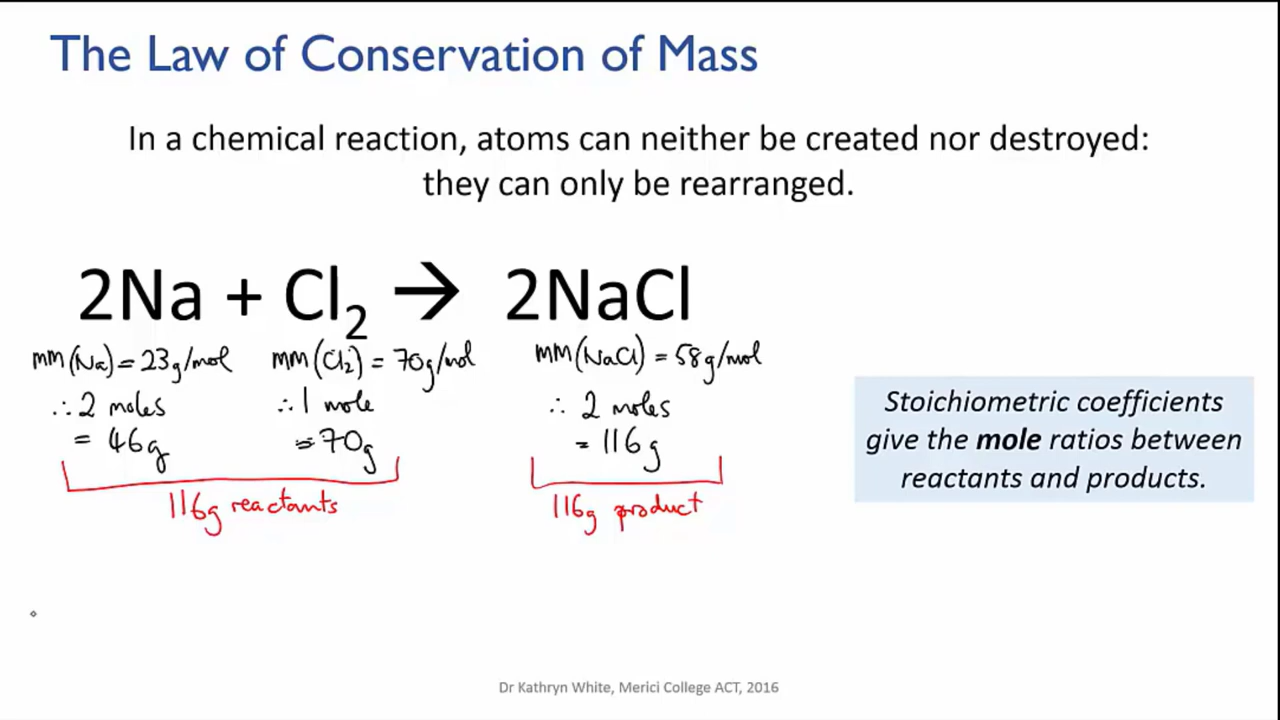 The Law of Conservation of Mass
In a chemical reaction, atoms can neither be created nor destroyed:
they can only be rearranged.
2Na + Cl₂ → 2NaCl
mm(Na) = 23g/mol
∴ 2 moles
= 46g
mm(Cl₂) = 70g/mol
∴ 1 mole
= 70g
116g reactants
mm(NaCl) = 58g/mol
∴ 2 moles
= 116g
116g product
Stoichiometric coefficients
give the mole ratios between
reactants and products.
Dr Kathryn White, Merici College ACT, 2016